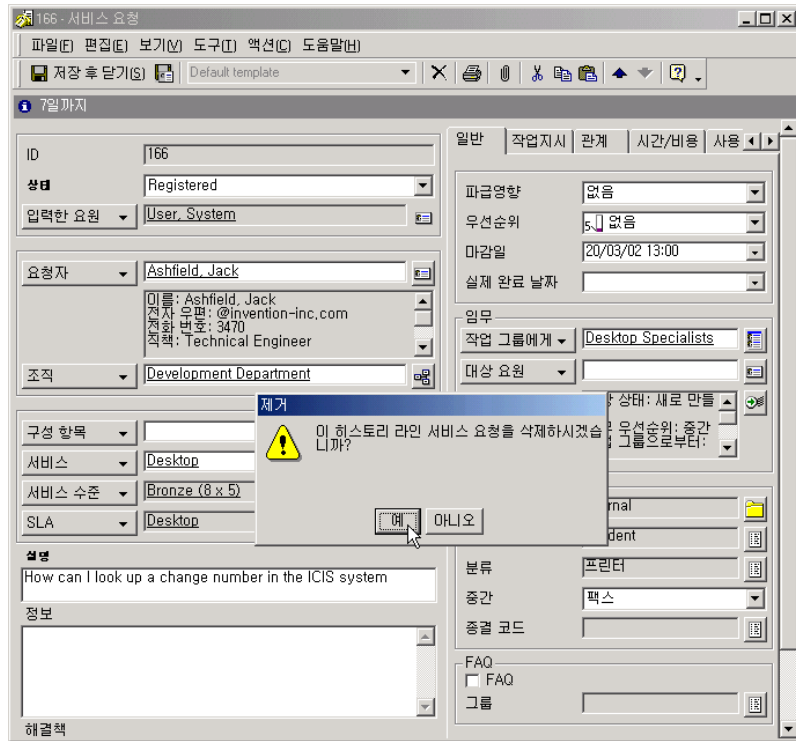 166 - 서비스 요청
파일(F) 편집(E) 보기(V) 도구(T) 액션(C) 도움말(H)
저장 후 닫기(S) Default template
7일까지
ID 166
상태 Registered
입력한 요원 User, System
요청자 Ashfield, Jack
이름: Ashfield, Jack
전자 우편: @invention-inc.com
전화 번호: 3470
직책: Technical Engineer
조직 Development Department
구성 항목
서비스 Desktop
서비스 수준 Bronze (8 x 5)
SLA Desktop
설명
How can I look up a change number in the ICIS system
정보
해결책
제거
이 히스토리 라인 서비스 요청을 삭제하시겠습
니까?
예 아니오
일반 작업지시 관계 시간/비용 사용
파급영향 없음
우선순위 5 없음
마감일 20/03/02 13:00
실제 완료 날짜
임무
작업 그룹에게 Desktop Specialists
대상 요원
상태: 새로 만들
우선순위: 중간
그룹으로부터:
rnal
dent
분류 프린터
중간 팩스
종결 코드
FAQ
FAQ
그룹